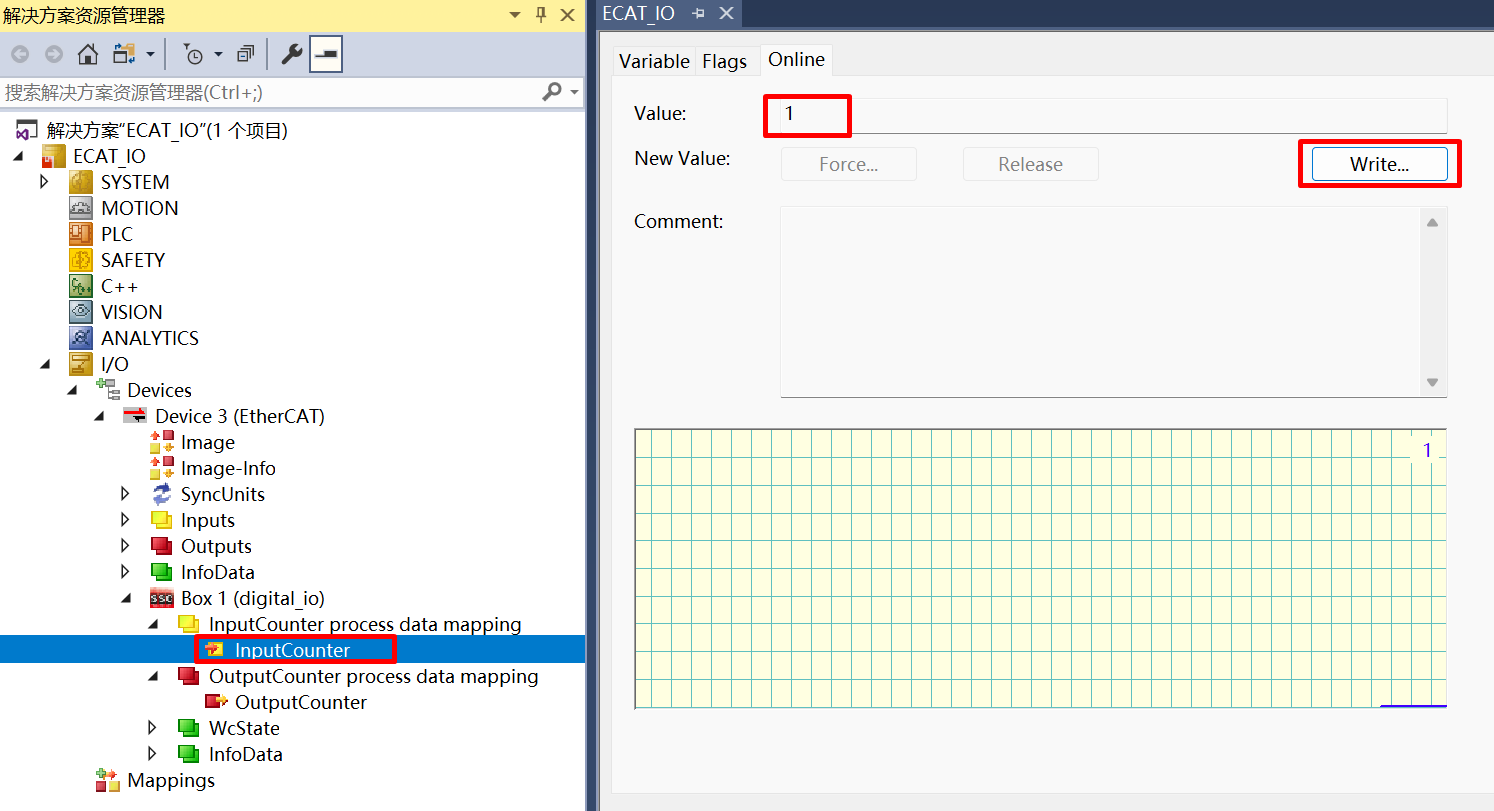 解决方案资源管理器
搜索解决方案资源管理器(Ctrl+;)
解决方案"ECAT_IO"(1 个项目)
ECAT_IO
SYSTEM
MOTION
PLC
SAFETY
C++
VISION
ANALYTICS
I/O
Devices
Device 3 (EtherCAT)
Image
Image-Info
SyncUnits
Inputs
Outputs
InfoData
SSC Box 1 (digital_io)
InputCounter process data mapping
InputCounter
OutputCounter process data mapping
OutputCounter
WcState
InfoData
Mappings
ECAT_IO
Variable Flags Online
Value: 1
New Value: Force... Release Write...
Comment:
1